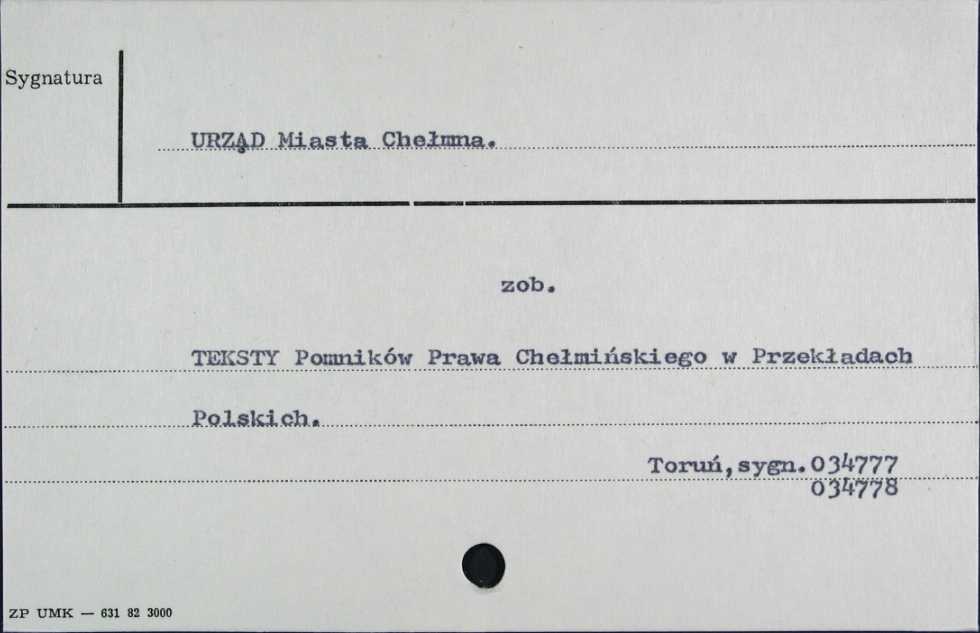 Sygnatura
URZĄD Miasta Chełmna.
zob.
TEKSTY Pomników Prawa Chełmińskiego w Przekładach
Polskich.
Toruń,sygn.034777
034778
ZP UMK — 631 82 3000